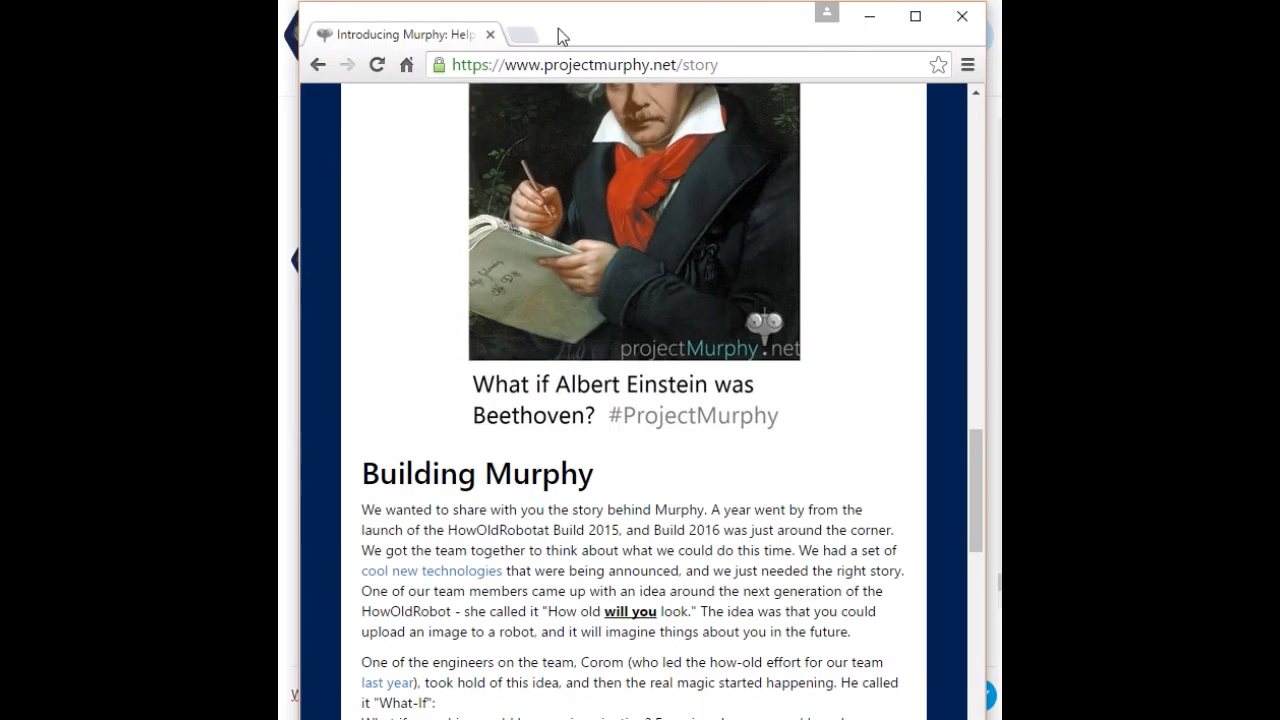 Introducing Murphy: Help
https://www.projectmurphy.net/story
projectMurphy.net
What if Albert Einstein was
Beethoven? #ProjectMurphy
Building Murphy
We wanted to share with you the story behind Murphy. A year went by from the
launch of the HowOldRobotat Build 2015, and Build 2016 was just around the corner.
We got the team together to think about what we could do this time. We had a set of
cool new technologies that were being announced, and we just needed the right story.
One of our team members came up with an idea around the next generation of the
HowOldRobot - she called it "How old will you look." The idea was that you could
upload an image to a robot, and it will imagine things about you in the future.
One of the engineers on the team, Corom (who led the how-old effort for our team
last year), took hold of this idea, and then the real magic started happening. He called
it "What-If":